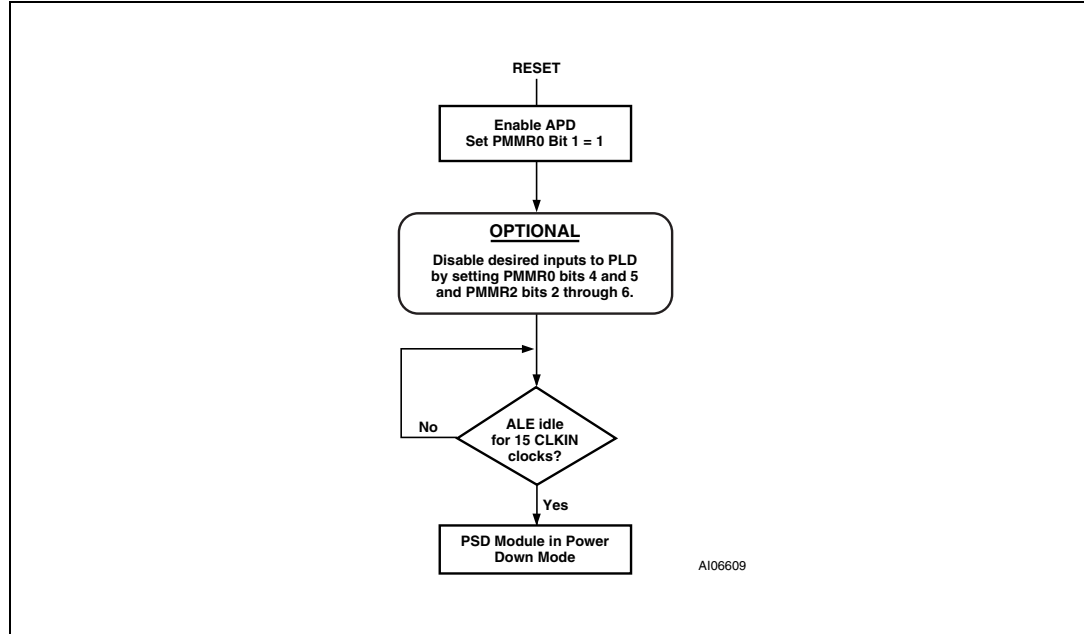 RESET
Enable APD
Set PMMR0 Bit 1 = 1
OPTIONAL
Disable desired inputs to PLD
by setting PMMR0 bits 4 and 5
and PMMR2 bits 2 through 6.
No
ALE idle
for 15 CLKIN
clocks?
Yes
PSD Module in Power
Down Mode
AI06609